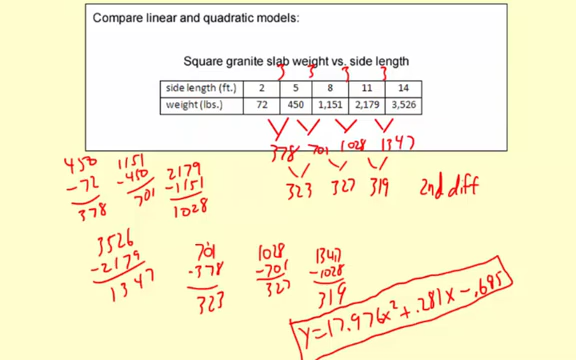 Compare linear and quadratic models:
Square granite slab weight vs. side length
3 3 3 3
side length (ft.) 2 5 8 11 14
weight (lbs.) 72 450 1,151 2,179 3,526
378 701 1028 1347
323 327 319 2nd diff
450 1151 2179
-72 -450 -1151
378 701 1028
3526 701 1028 1347
-2179 -378 -701 -1028
1347 323 327 319
y=17.976x²+.281x-.685